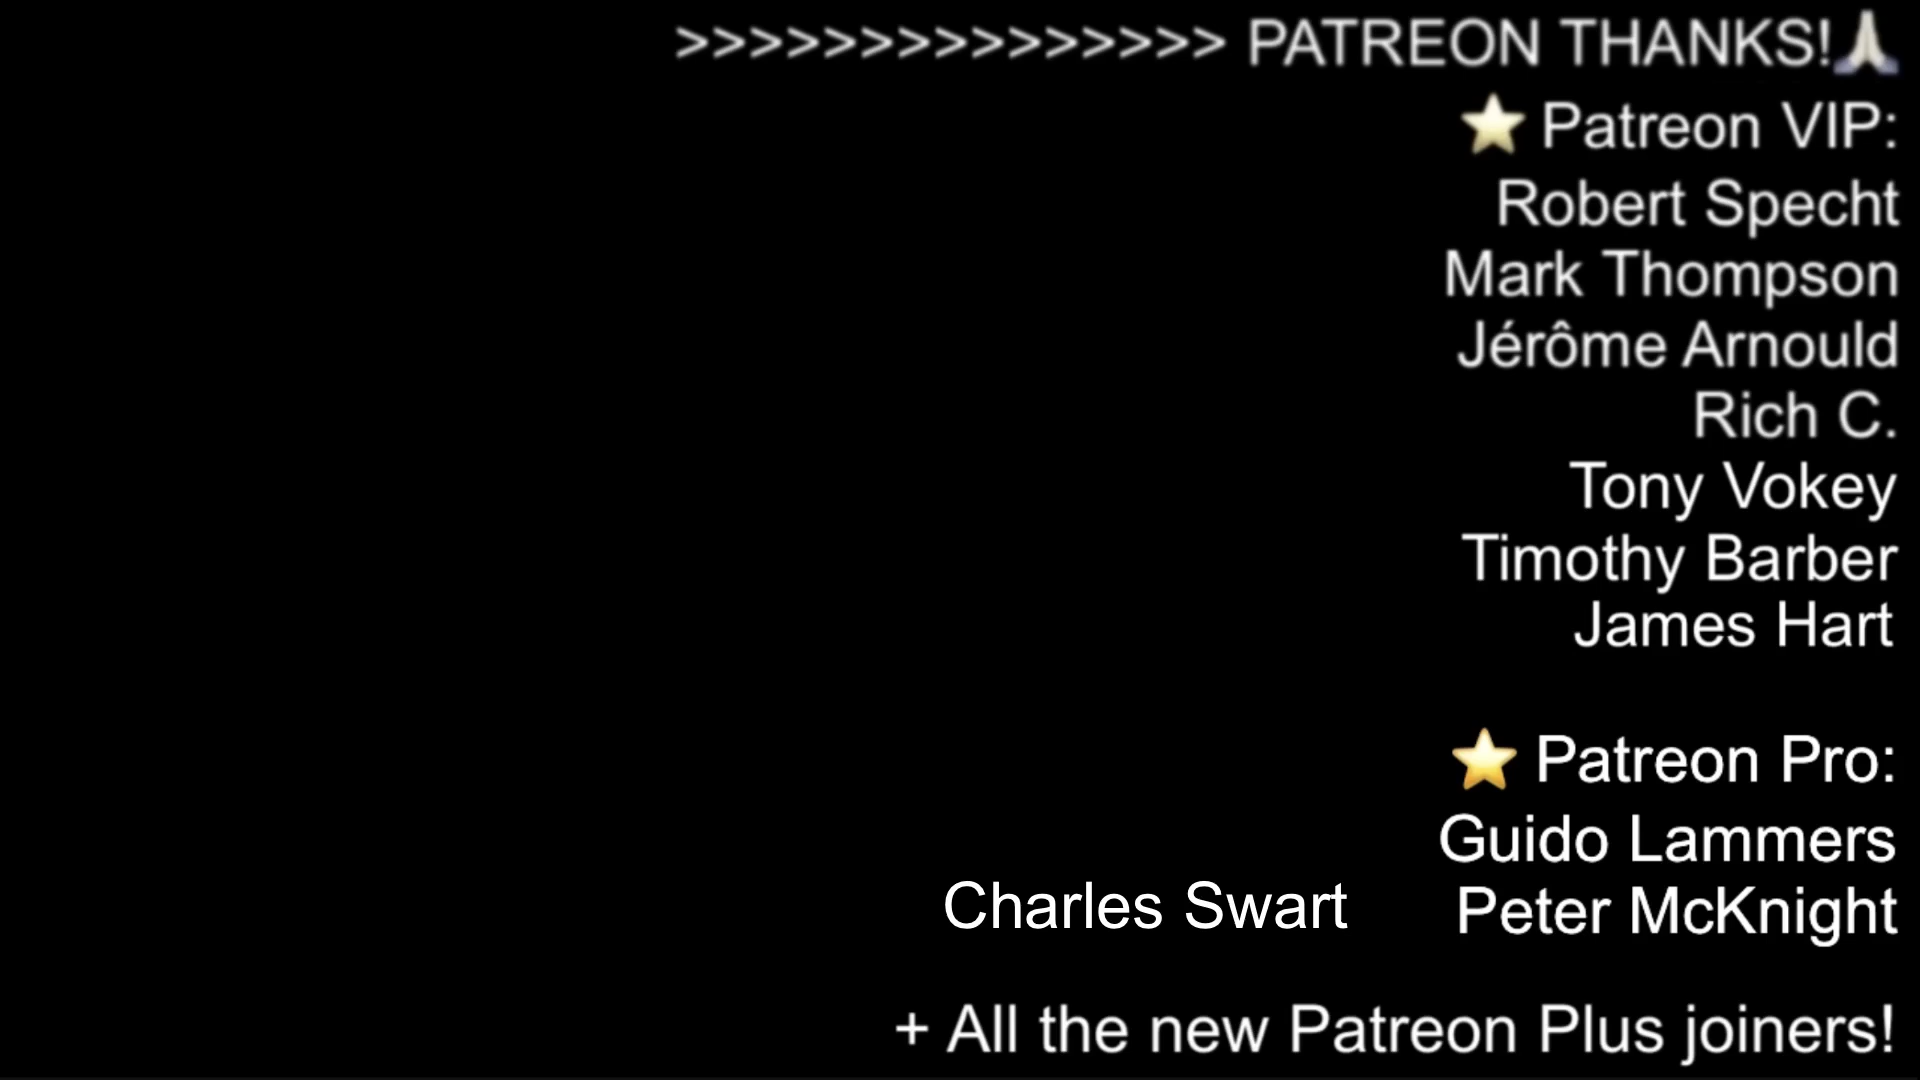 >>>>>>>>>>>>>>> PATREON THANKS!🙏
⭐ Patreon VIP:
Robert Specht
Mark Thompson
Jérôme Arnould
Rich C.
Tony Vokey
Timothy Barber
James Hart
⭐ Patreon Pro:
Guido Lammers
Charles Swart Peter McKnight
+ All the new Patreon Plus joiners!